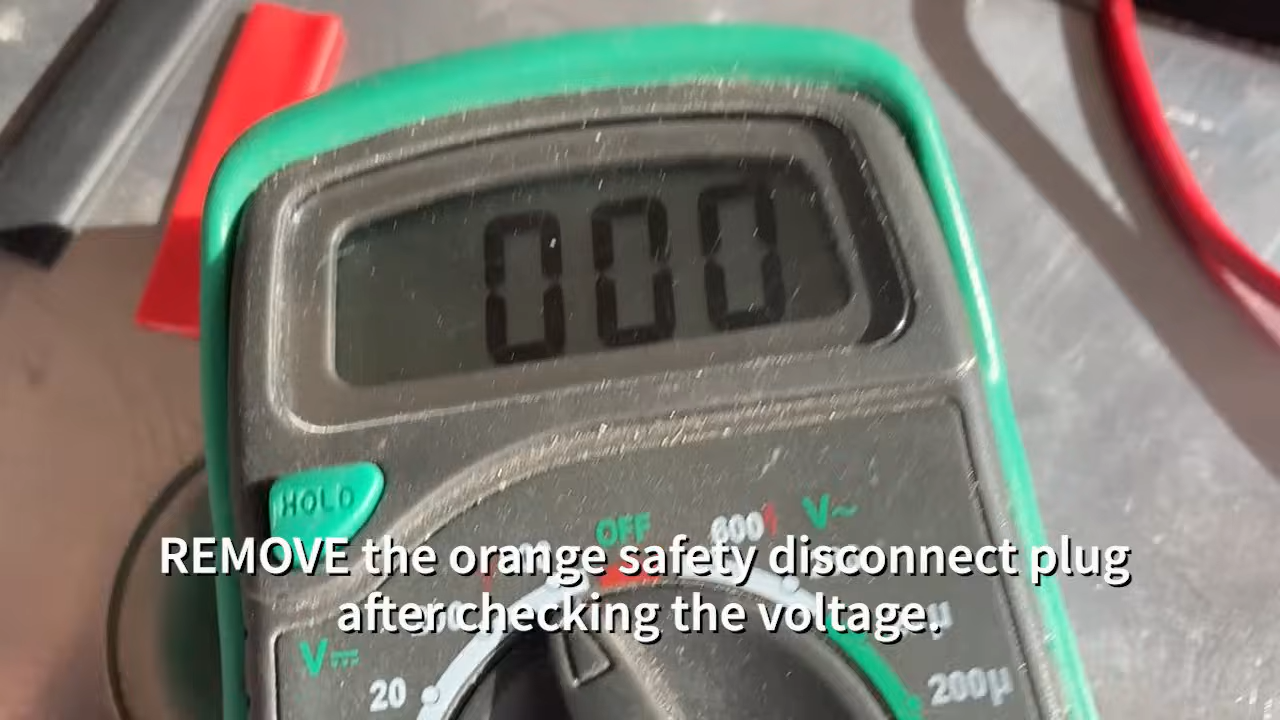 000
HOLD
OFF
600
V~
REMOVE the orange safety disconnect plug
after checking the voltage.
V
20
200µ